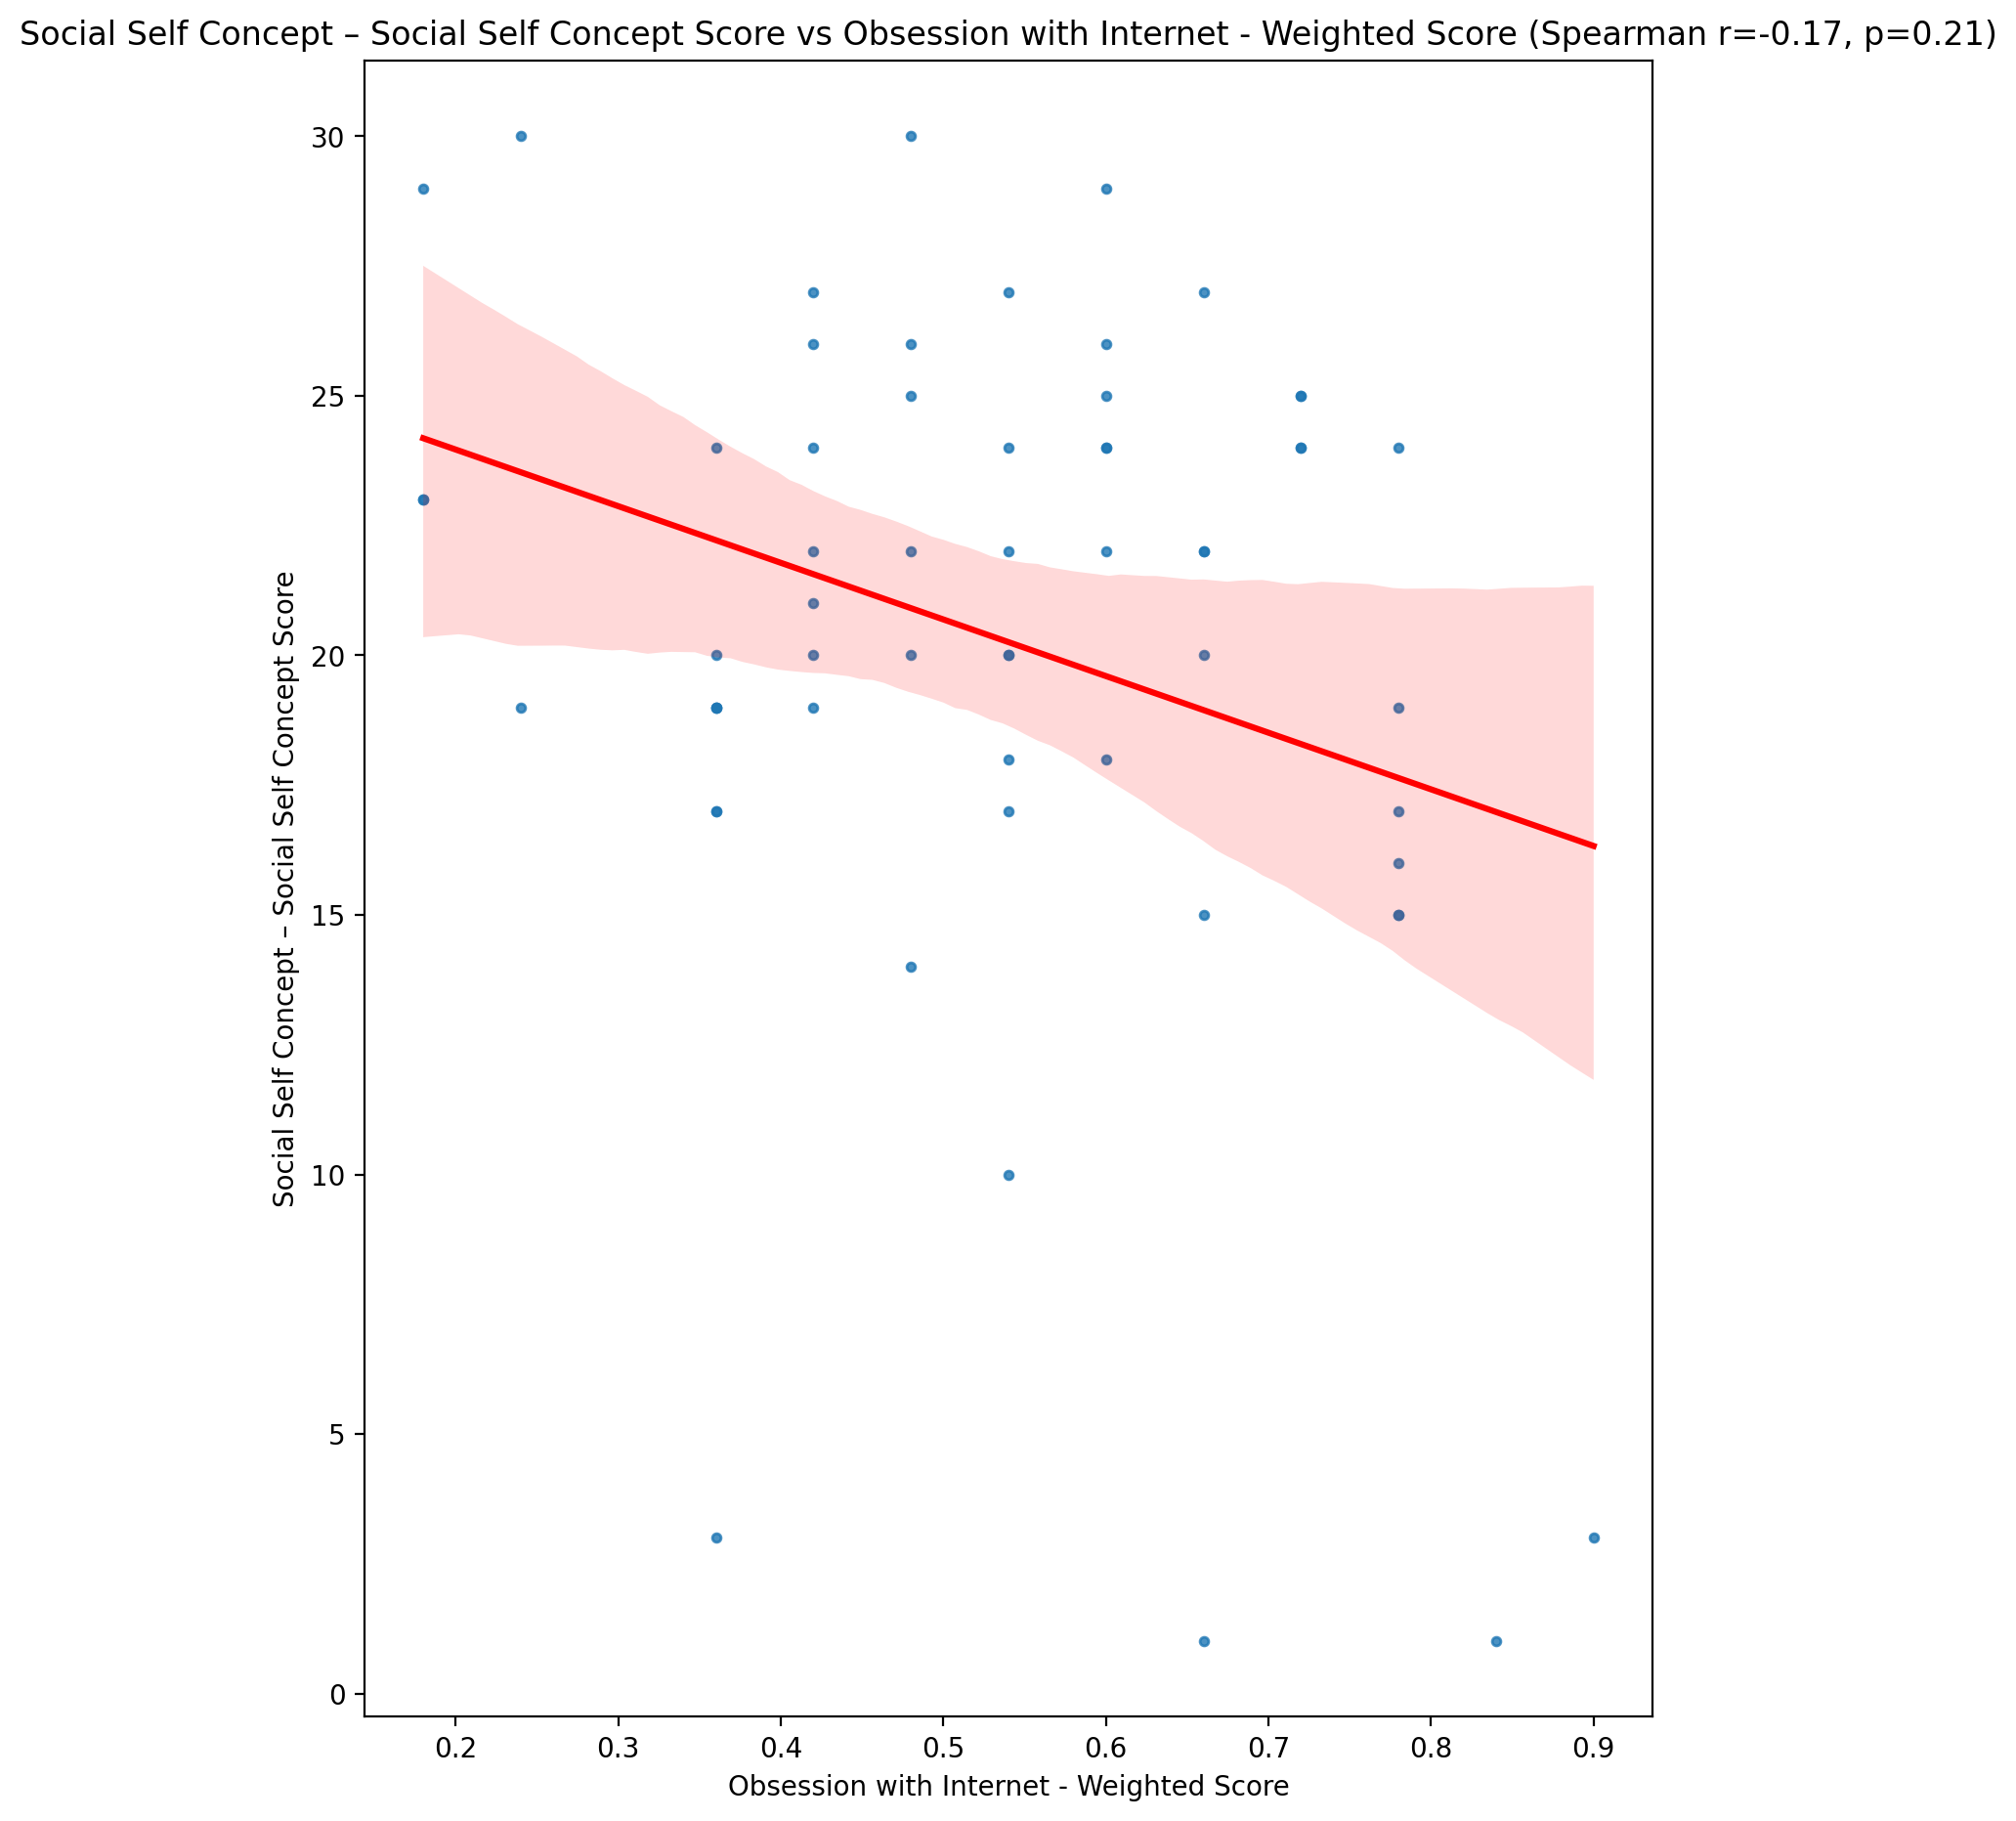 Social Self Concept – Social Self Concept Score vs Obsession with Internet - Weighted Score (Spearman r=-0.17, p=0.21)
Social Self Concept – Social Self Concept Score
30
25
20
15
10
5
0
0.2 0.3 0.4 0.5 0.6 0.7 0.8 0.9
Obsession with Internet - Weighted Score